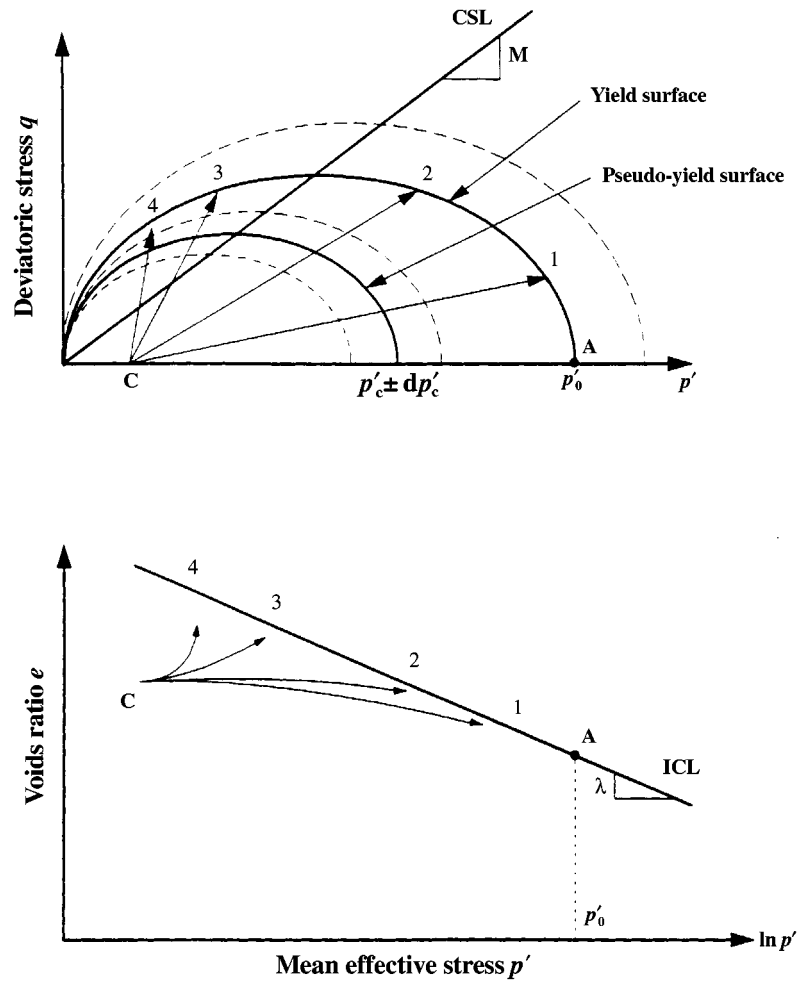 CSL
M
Yield surface
Pseudo-yield surface
Deviatoric stress q
4
3
2
1
A
C
p′c ± dp′c
p′0
p′
4
3
2
1
C
A
ICL
λ
Voids ratio e
p′0
ln p′
Mean effective stress p′